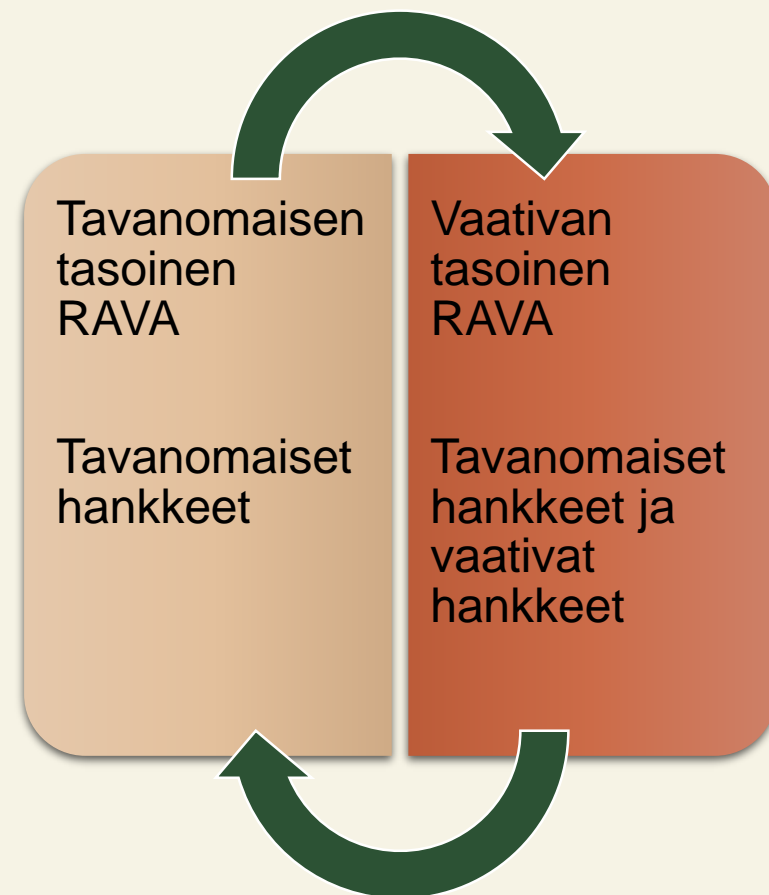 Tavanomaisen
tasoinen
RAVA
Tavanomaiset
hankkeet
Vaativan
tasoinen
RAVA
Tavanomaiset
hankkeet ja
vaativat
hankkeet